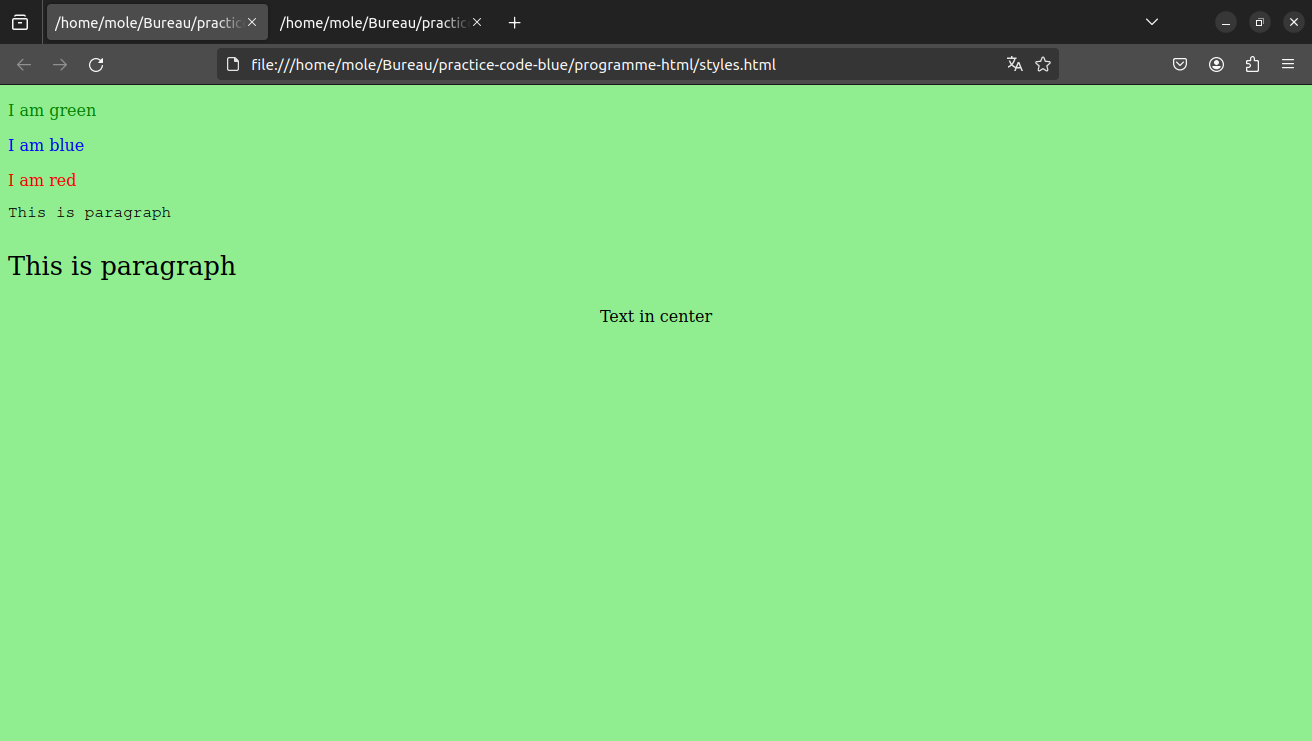 /home/mole/Bureau/practic
/home/mole/Bureau/practic
file:///home/mole/Bureau/practice-code-blue/programme-html/styles.html
I am green
I am blue
I am red
This is paragraph
This is paragraph
Text in center